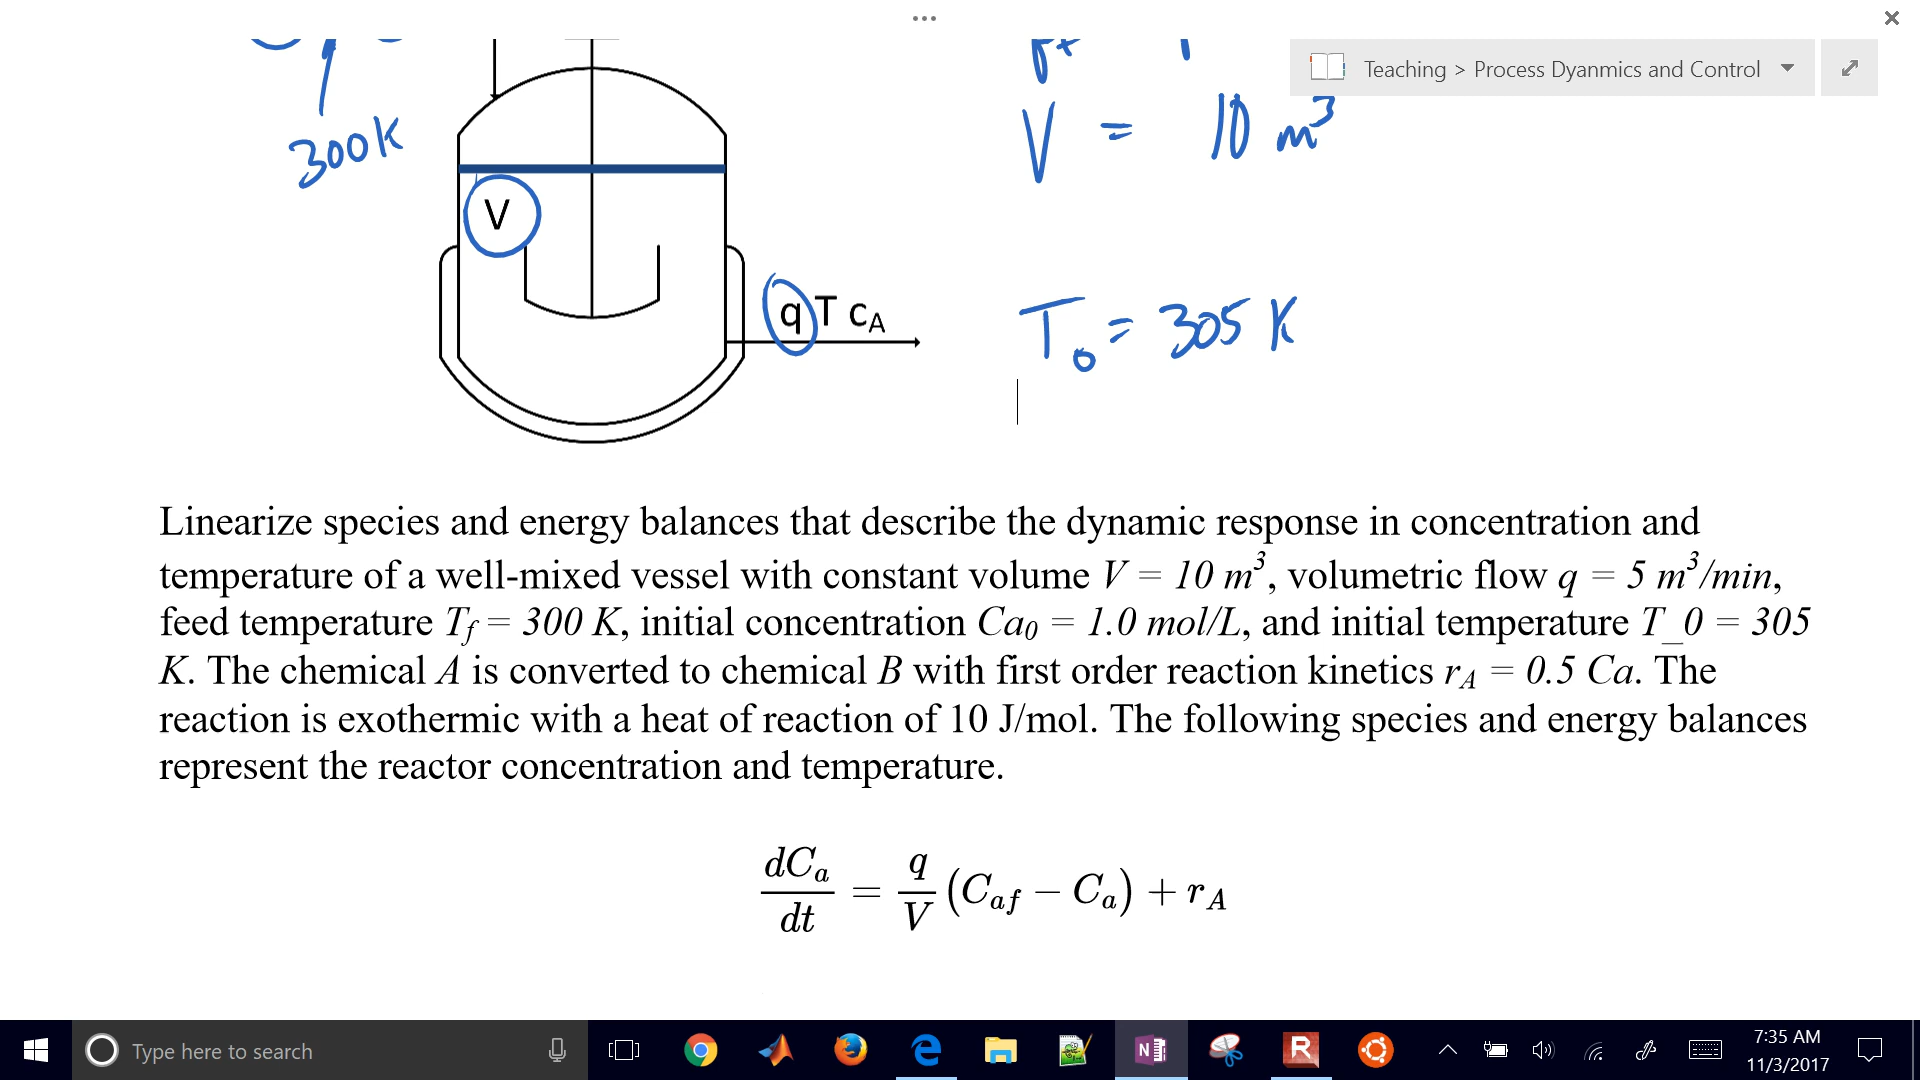 Teaching > Process Dyanmics and Control
300K
V = 10 m³
V
q T c_A
T₀ = 305 K
Linearize species and energy balances that describe the dynamic response in concentration and
temperature of a well-mixed vessel with constant volume V = 10 m³, volumetric flow q = 5 m³/min,
feed temperature T_f = 300 K, initial concentration Ca₀ = 1.0 mol/L, and initial temperature T_0 = 305
K. The chemical A is converted to chemical B with first order reaction kinetics r_A = 0.5 Ca. The
reaction is exothermic with a heat of reaction of 10 J/mol. The following species and energy balances
represent the reactor concentration and temperature.
dC_a/dt = q/V (C_af − C_a) + r_A
Type here to search
N
R
7:35 AM
11/3/2017